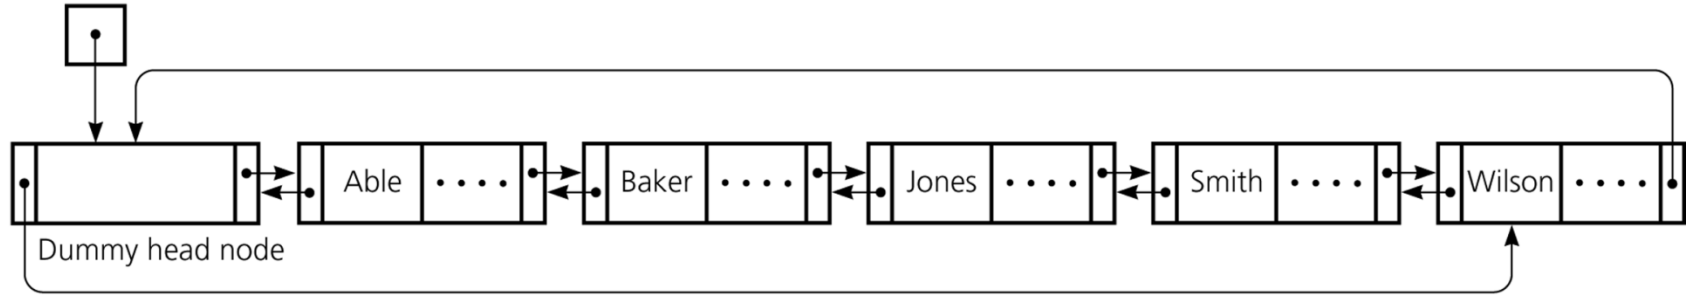 Able • • • • Baker • • • • Jones • • • • Smith • • • • Wilson • • • •
Dummy head node